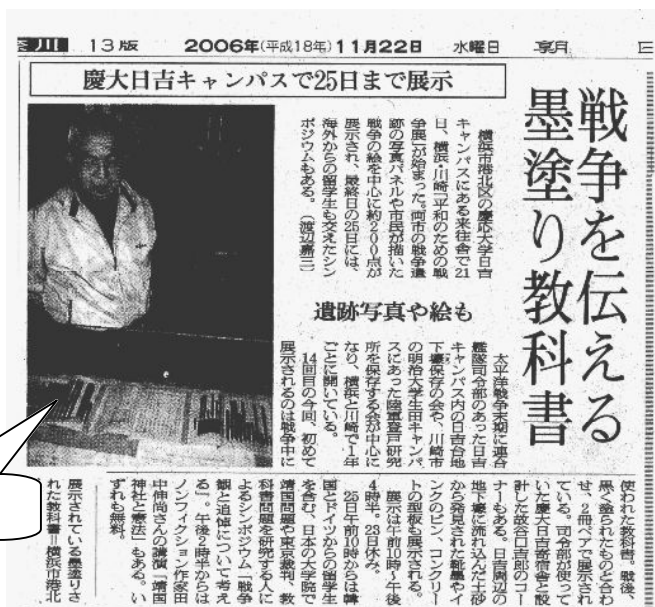 川 13版 2006年(平成18年)11月22日 水曜日 朝
慶大日吉キャンパスで25日まで展示
戦争を伝える
墨塗り教科書
横浜市港北区の慶応大学日吉
キャンパスにある来往舎で21
日、横浜・川崎「平和のための戦
争展」が始まった。両市の戦争遺
跡の写真パネルや市民が描いた
戦争の絵を中心に約200点が
展示され、最終日の25日には、
海外からの留学生も交えたシン
ポジウムもある。(渡辺嘉三)
遺跡写真や絵も
太平洋戦争末期に連合
艦隊司令部のあった日吉
キャンパス内の日吉台地
下壕保存の会や、川崎市
の明治大学生田キャンパ
スにあった陸軍登戸研究
所を保存する会が中心に
なり、横浜と川崎で1年
ごとに開いている。
14回目の今回、初めて
展示されるのは戦争中に
使われた教科書。戦後、
黒く塗られたものと合わ
せ、2冊ペアで展示され
ている。司令部が使って
いた慶大日吉寄宿舎を設
計した故谷口吉郎のコー
ナーもある。日吉周辺の
地下壕に流れ込んだ土砂
から発見された靴墨やイ
ンクのビン、コンクリー
トの型板も展示される。
展示は午前10時~午後
4時半。23日休み。
25日午前10時からは韓
国とドイツからの留学生
を含む、日本の大学院で
靖国問題や東京裁判、教
科書問題を研究する人に
よるシンポジウム「戦争
観と追悼について考え
る」。午後2時半からは
ノンフィクション作家田
中伸尚さんの講演「靖国
神社と憲法」もある。い
ずれも無料。
展示されている墨塗りさ
れた教科書=横浜市港北